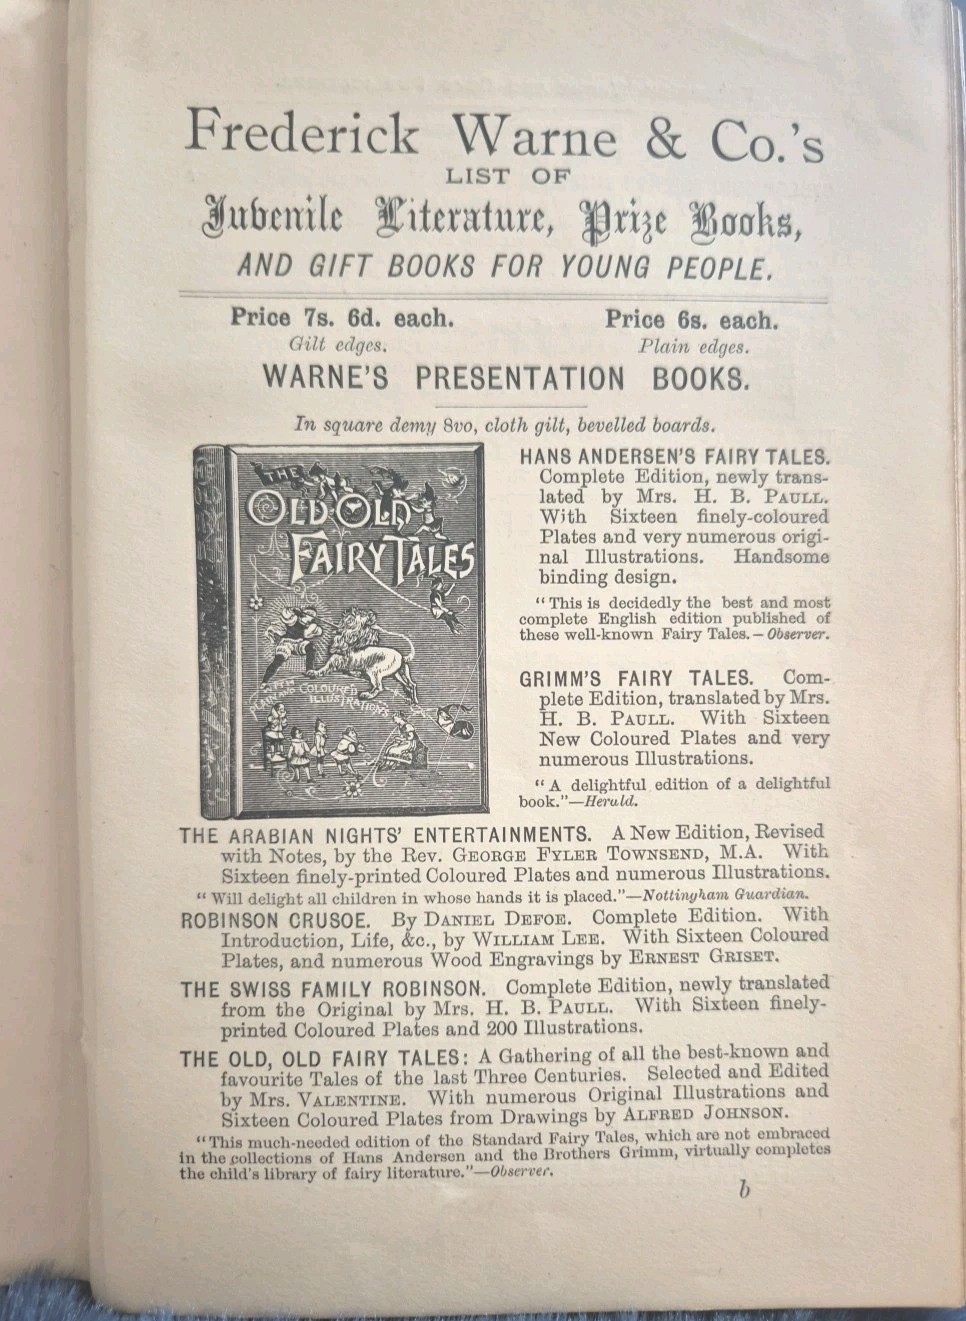 Frederick Warne & Co.'s
LIST OF
Juvenile Literature, Prize Books,
AND GIFT BOOKS FOR YOUNG PEOPLE.
Price 7s. 6d. each.
Gilt edges.
Price 6s. each.
Plain edges.
WARNE'S PRESENTATION BOOKS.
In square demy 8vo, cloth gilt, bevelled boards.
THE
OLD·OLD
FAIRY TALES
PLAIN AND COLOURED
ILLUSTRATIONS
HANS ANDERSEN'S FAIRY TALES.
Complete Edition, newly trans-
lated by Mrs. H. B. PAULL.
With Sixteen finely-coloured
Plates and very numerous origi-
nal Illustrations. Handsome
binding design.
"This is decidedly the best and most
complete English edition published of
these well-known Fairy Tales.—Observer.
GRIMM'S FAIRY TALES. Com-
plete Edition, translated by Mrs.
H. B. PAULL. With Sixteen
New Coloured Plates and very
numerous Illustrations.
"A delightful edition of a delightful
book."—Herald.
THE ARABIAN NIGHTS' ENTERTAINMENTS. A New Edition, Revised
with Notes, by the Rev. GEORGE FYLER TOWNSEND, M.A. With
Sixteen finely-printed Coloured Plates and numerous Illustrations.
"Will delight all children in whose hands it is placed."—Nottingham Guardian.
ROBINSON CRUSOE. By DANIEL DEFOE. Complete Edition. With
Introduction, Life, &c., by WILLIAM LEE. With Sixteen Coloured
Plates, and numerous Wood Engravings by ERNEST GRISET.
THE SWISS FAMILY ROBINSON. Complete Edition, newly translated
from the Original by Mrs. H. B. PAULL. With Sixteen finely-
printed Coloured Plates and 200 Illustrations.
THE OLD, OLD FAIRY TALES: A Gathering of all the best-known and
favourite Tales of the last Three Centuries. Selected and Edited
by Mrs. VALENTINE. With numerous Original Illustrations and
Sixteen Coloured Plates from Drawings by ALFRED JOHNSON.
"This much-needed edition of the Standard Fairy Tales, which are not embraced
in the collections of Hans Andersen and the Brothers Grimm, virtually completes
the child's library of fairy literature."—Observer.
b